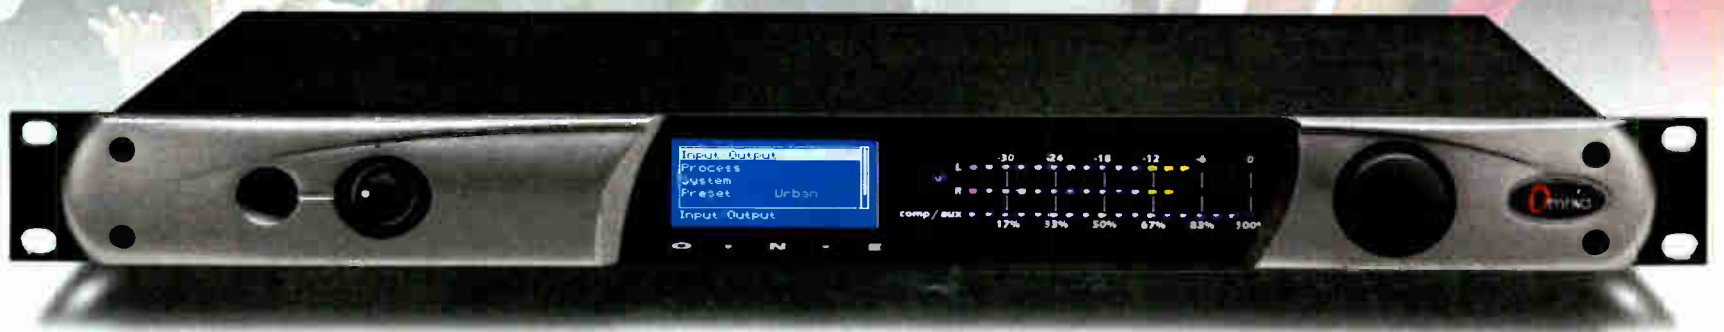 Input Output
Process
System
Preset Urban
Input Output
O · N · E
-30 -24 -18 -12 -6 0
L
R
comp/aux
17% 33% 50% 67% 83% 100%
Omnia